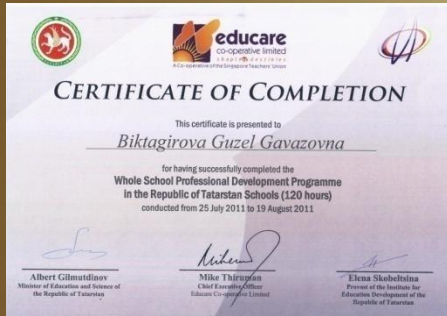 educare
co-operative limited
shaping destinies
A Co-operative of the Singapore Teachers' Union
CERTIFICATE OF COMPLETION
This certificate is presented to
Biktagirova Guzel Gavazovna
for having successfully completed the
Whole School Professional Development Programme
in the Republic of Tatarstan Schools (120 hours)
conducted from 25 July 2011 to 19 August 2011
Albert Gilmutdinov
Minister of Education and Science of
the Republic of Tatarstan
Mike Thiruman
Chief Executive Officer
Educare Co-operative Limited
Elena Skobeltsina
Provost of the Institute for
Education Development of the
Republic of Tatarstan